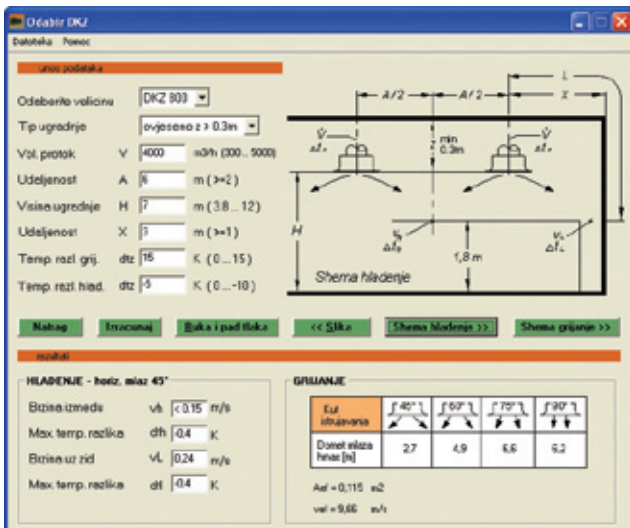 Odabir DKZ
Datoteka Pomoc
unos podataka
Odaberite velicinu DKZ 800
Tip ugradnje ovjeseno z > 0.3m
Vol. protok V 4000 m3/h (300... 5000)
Udaljenost A 6 m (>=2)
Visina ugradnje H 7 m (3.8... 12)
Udaljenost X 3 m (>=1)
Temp. razl. grij. dtz 15 K (0...15)
Temp. razl. hlad. dtz -5 K (0...-10)
L
A/2 A/2 X
min 0.3m
H
1,8 m
Shema hladenje
Natrag Izracunaj Buka i pad tlaka << Slika Shema hladenje >> Shema grijanje >>
rezultati
HLAĐENJE - horiz. mlaz 45°
Brzina izmedu vh < 0.15 m/s
Max. temp. razlika dth -0.4 K
Brzina uz zid vL 0.24 m/s
Max. temp. razlika dtl -0.4 K
GRIJANJE
Kut istrujavanja 45° 60° 75° 90°
Domet mlaza hmax [m] 2,7 4,9 6,6 6,2
Aef = 0,115 m2
vef = 9,66 m/s